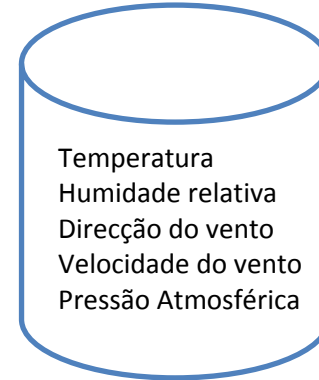 Temperatura
Humidade relativa
Direcção do vento
Velocidade do vento
Pressão Atmosférica